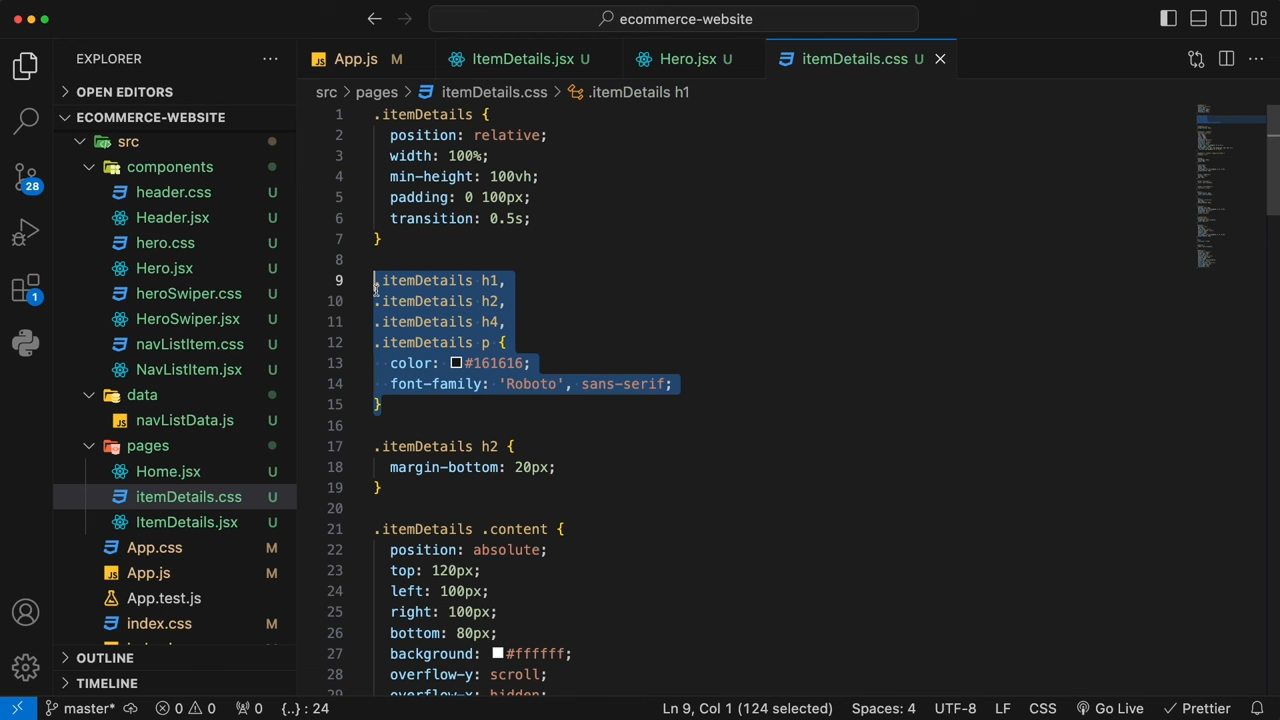 ecommerce-website
EXPLORER
App.js M
ItemDetails.jsx U
Hero.jsx U
itemDetails.css U
OPEN EDITORS
src > pages > itemDetails.css > .itemDetails h1
ECOMMERCE-WEBSITE
src
components
header.css U
Header.jsx U
hero.css U
Hero.jsx U
heroSwiper.css U
HeroSwiper.jsx U
navListItem.css U
NavListItem.jsx U
data
navListData.js U
pages
Home.jsx U
itemDetails.css U
ItemDetails.jsx U
App.css M
App.js M
App.test.js
index.css M
OUTLINE
TIMELINE
28
1
1 .itemDetails {
2 position: relative;
3 width: 100%;
4 min-height: 100vh;
5 padding: 0 100px;
6 transition: 0.5s;
7 }
8
9 .itemDetails h1,
10 .itemDetails h2,
11 .itemDetails h4,
12 .itemDetails p {
13 color: #161616;
14 font-family: 'Roboto', sans-serif;
15 }
16
17 .itemDetails h2 {
18 margin-bottom: 20px;
19 }
20
21 .itemDetails .content {
22 position: absolute;
23 top: 120px;
24 left: 100px;
25 right: 100px;
26 bottom: 80px;
27 background: #ffffff;
28 overflow-y: scroll;
29 overflow-x: hidden;
master* 0 0 0 {..} : 24 Ln 9, Col 1 (124 selected) Spaces: 4 UTF-8 LF CSS Go Live Prettier